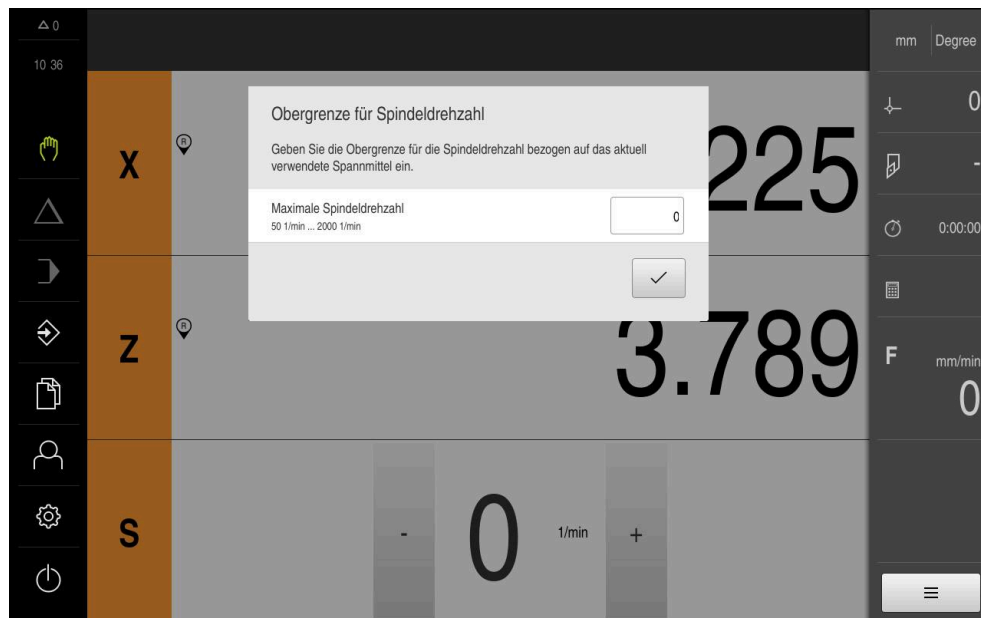 0
10 36
X
R
225
Z
R
3.789
S
-
0
1/min
+
Obergrenze für Spindeldrehzahl
Geben Sie die Obergrenze für die Spindeldrehzahl bezogen auf das aktuell
verwendete Spannmittel ein.
Maximale Spindeldrehzahl
0
50 1/min ... 2000 1/min
mm Degree
0
-
0:00:00
F mm/min
0